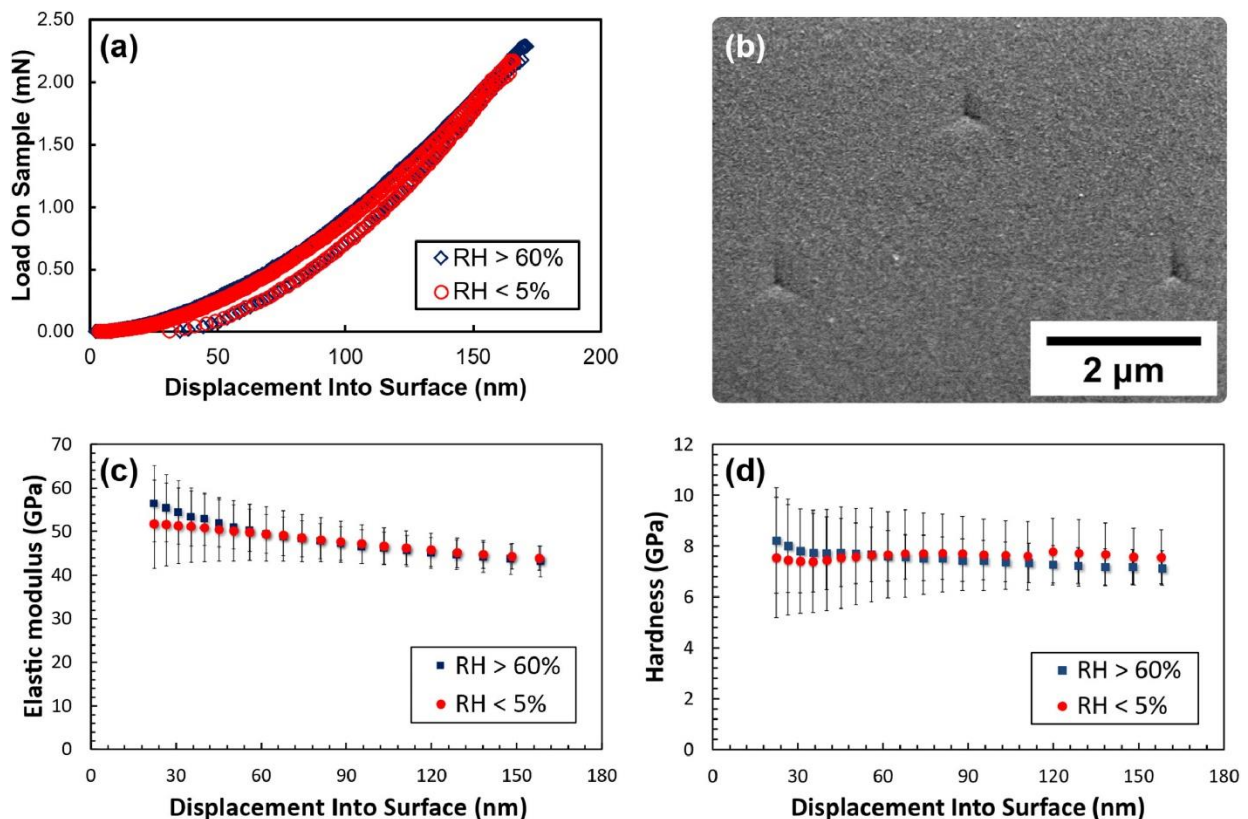 (a)
Load On Sample (mN)
2.50
2.00
1.50
1.00
0.50
0.00
RH > 60%
RH < 5%
0 50 100 150 200
Displacement Into Surface (nm)
(b)
2 µm
(c)
Elastic modulus (GPa)
70
60
50
40
30
20
10
0
RH > 60%
RH < 5%
0 30 60 90 120 150 180
Displacement Into Surface (nm)
(d)
Hardness (GPa)
12
10
8
6
4
2
0
RH > 60%
RH < 5%
0 30 60 90 120 150 180
Displacement Into Surface (nm)